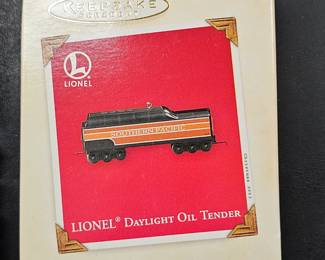 KEEPSAKE
LIONEL
SOUTHERN PACIFIC
LIONEL® DAYLIGHT OIL TENDER